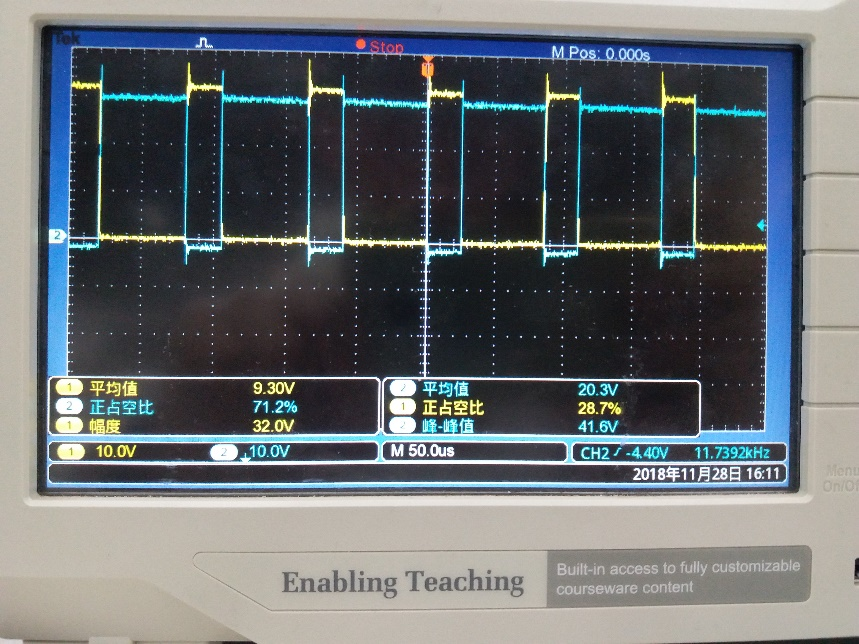 Tek Stop M Pos: 0.000s
2
1 平均值 9.30V
2 正占空比 71.2%
1 幅度 32.0V
2 平均值 20.3V
1 正占空比 28.7%
2 峰-峰值 41.6V
1 10.0V 2 10.0V M 50.0us CH2 -4.40V 11.7392kHz
2018年11月28日 16:11
Menu
On/Off
Enabling Teaching
Built-in access to fully customizable
courseware content